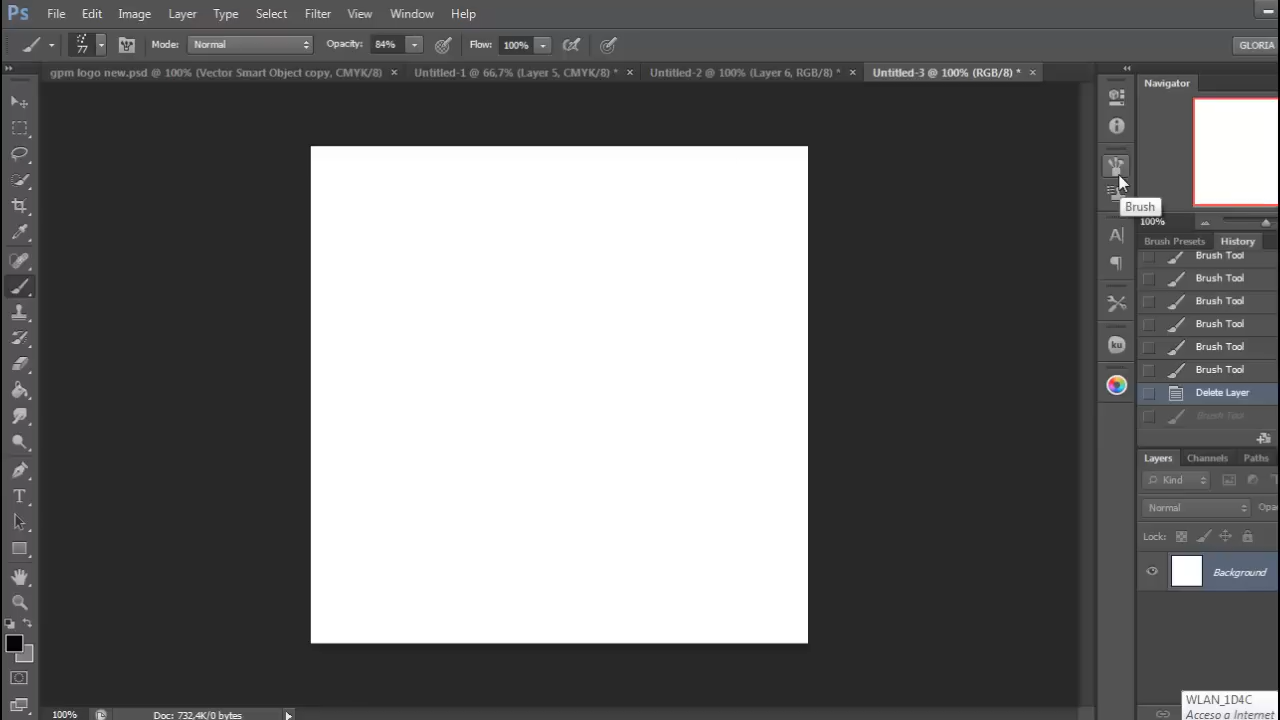 Ps File Edit Image Layer Type Select Filter View Window Help
77 Mode: Normal Opacity: 84% Flow: 100% GLORIA
gpm logo new.psd @ 100% (Vector Smart Object copy, CMYK/8) × Untitled-1 @ 66,7% (Layer 5, CMYK/8) * × Untitled-2 @ 100% (Layer 6, RGB/8) * × Untitled-3 @ 100% (RGB/8) * ×
Navigator
Brush
100%
Brush Presets History
Brush Tool
Brush Tool
Brush Tool
Brush Tool
Brush Tool
Brush Tool
Delete Layer
Brush Tool
ku
Layers Channels Paths
Kind
Normal Opa
Lock:
Background
WLAN_1D4C
Acceso a Internet
100% Doc: 732,4K/0 bytes